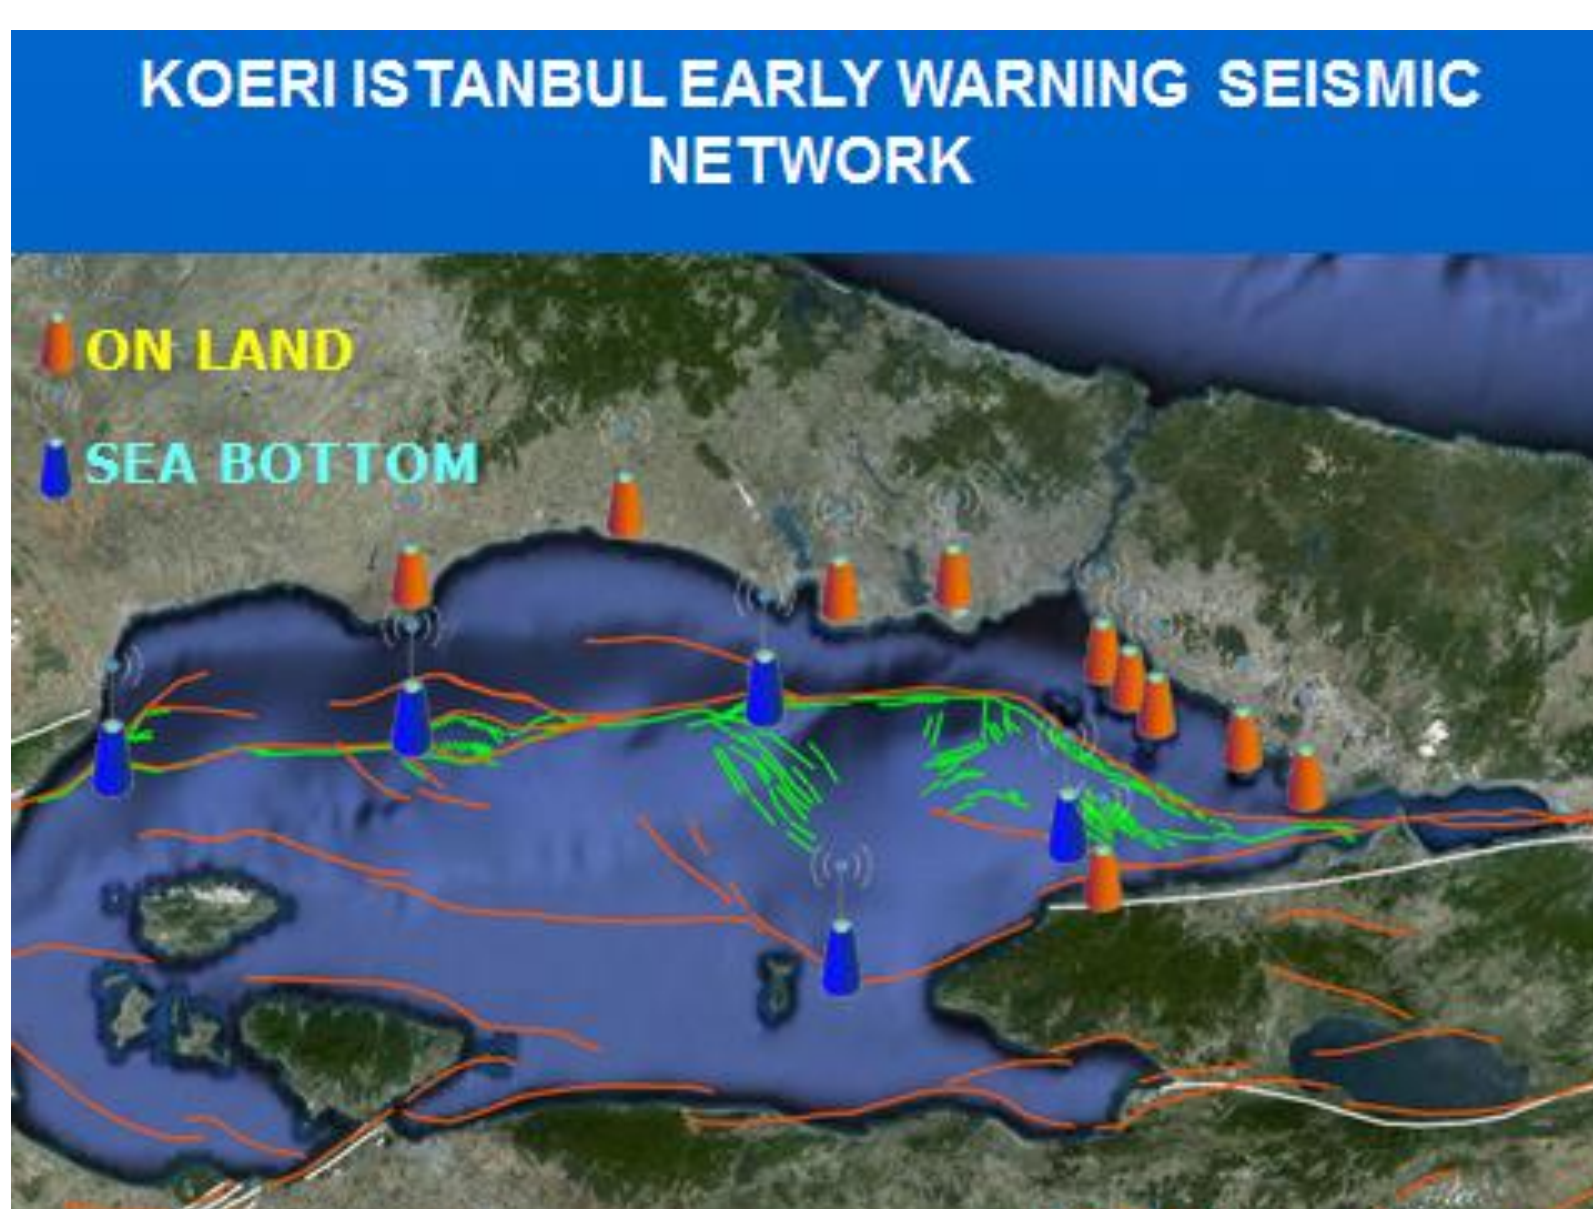 KOERI ISTANBUL EARLY WARNING SEISMIC
NETWORK
ON LAND
SEA BOTTOM